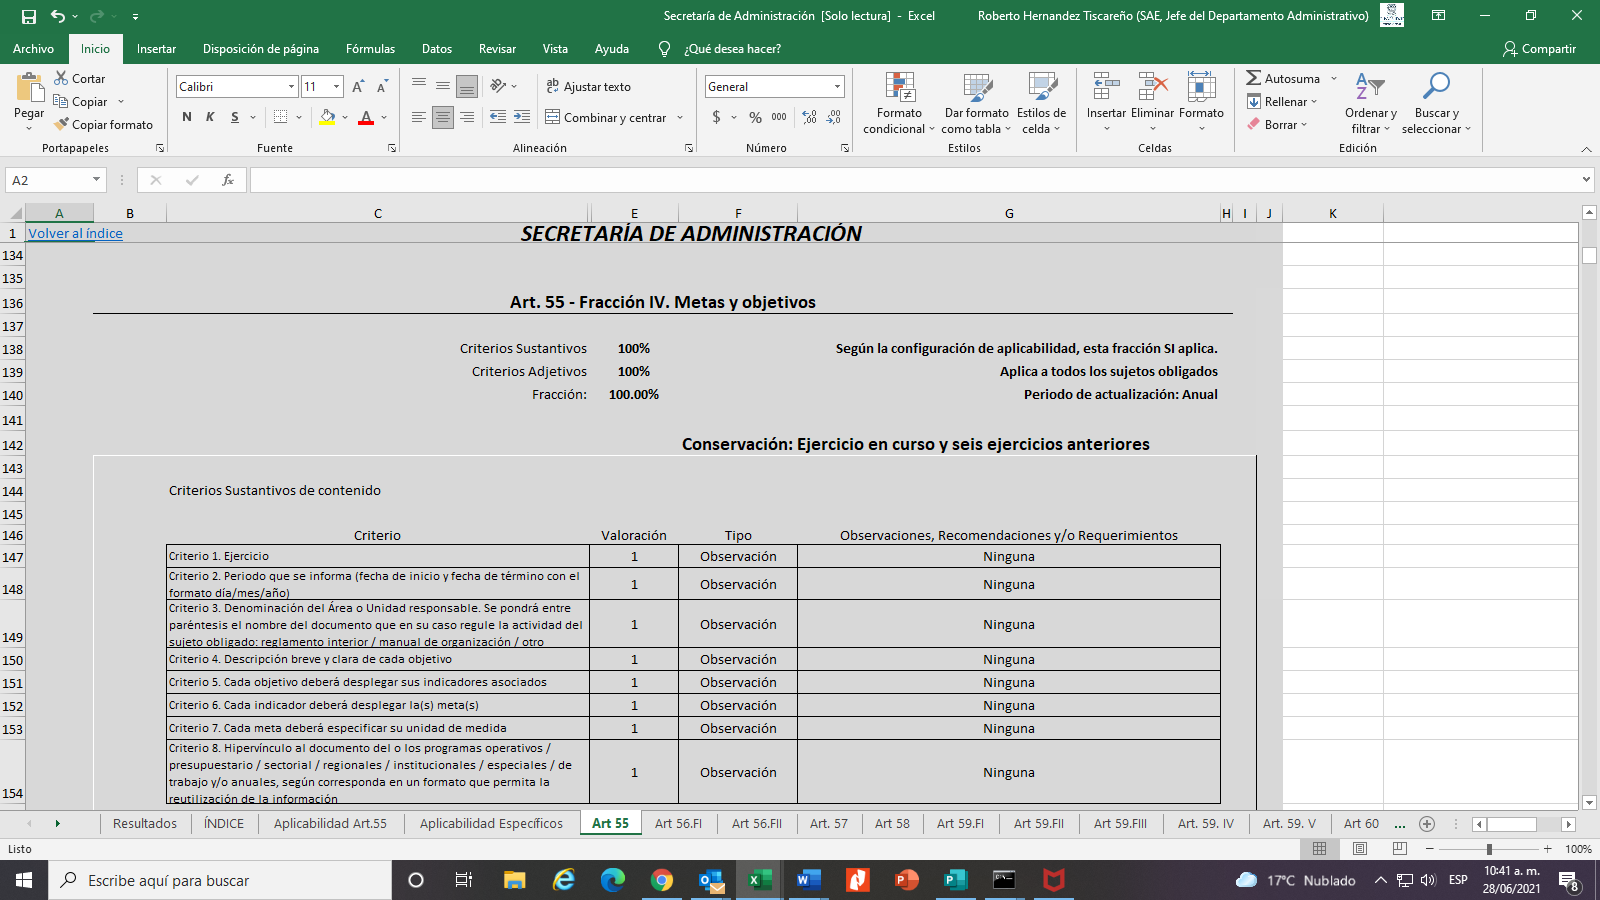 Secretaría de Administración [Solo lectura] - Excel
Roberto Hernandez Tiscareño (SAE, Jefe del Departamento Administrativo)
Archivo Inicio Insertar Disposición de página Fórmulas Datos Revisar Vista Ayuda ¿Qué desea hacer? Compartir
Pegar
Cortar
Copiar
Copiar formato
Portapapeles
Calibri 11
N K S
Fuente
Ajustar texto
Combinar y centrar
Alineación
General
$ % 000
Número
Formato condicional
Dar formato como tabla
Estilos de celda
Estilos
Insertar Eliminar Formato
Celdas
Autosuma
Rellenar
Borrar
Ordenar y filtrar
Buscar y seleccionar
Edición
A2
fx
A B C E F G H I J K
1 Volver al índice SECRETARÍA DE ADMINISTRACIÓN
134
135
136 Art. 55 - Fracción IV. Metas y objetivos
137
138 Criterios Sustantivos 100% Según la configuración de aplicabilidad, esta fracción SI aplica.
139 Criterios Adjetivos 100% Aplica a todos los sujetos obligados
140 Fracción: 100.00% Periodo de actualización: Anual
141
142 Conservación: Ejercicio en curso y seis ejercicios anteriores
143
144 Criterios Sustantivos de contenido
145
146 Criterio Valoración Tipo Observaciones, Recomendaciones y/o Requerimientos
147 Criterio 1. Ejercicio 1 Observación Ninguna
148 Criterio 2. Periodo que se informa (fecha de inicio y fecha de término con el
formato día/mes/año) 1 Observación Ninguna
149 Criterio 3. Denominación del Área o Unidad responsable. Se pondrá entre
paréntesis el nombre del documento que en su caso regule la actividad del
sujeto obligado: reglamento interior / manual de organización / otro 1 Observación Ninguna
150 Criterio 4. Descripción breve y clara de cada objetivo 1 Observación Ninguna
151 Criterio 5. Cada objetivo deberá desplegar sus indicadores asociados 1 Observación Ninguna
152 Criterio 6. Cada indicador deberá desplegar la(s) meta(s) 1 Observación Ninguna
153 Criterio 7. Cada meta deberá especificar su unidad de medida 1 Observación Ninguna
154 Criterio 8. Hipervínculo al documento del o los programas operativos /
presupuestario / sectorial / regionales / institucionales / especiales / de
trabajo y/o anuales, según corresponda en un formato que permita la
reutilización de la información 1 Observación Ninguna
Resultados ÍNDICE Aplicabilidad Art.55 Aplicabilidad Específicos Art 55 Art 56.FI Art 56.FII Art. 57 Art 58 Art 59.FI Art 59.FII Art 59.FIII Art. 59. IV Art. 59. V Art 60 ...
Listo 100%
Escribe aquí para buscar
17°C Nublado ESP
10:41 a. m.
28/06/2021
8